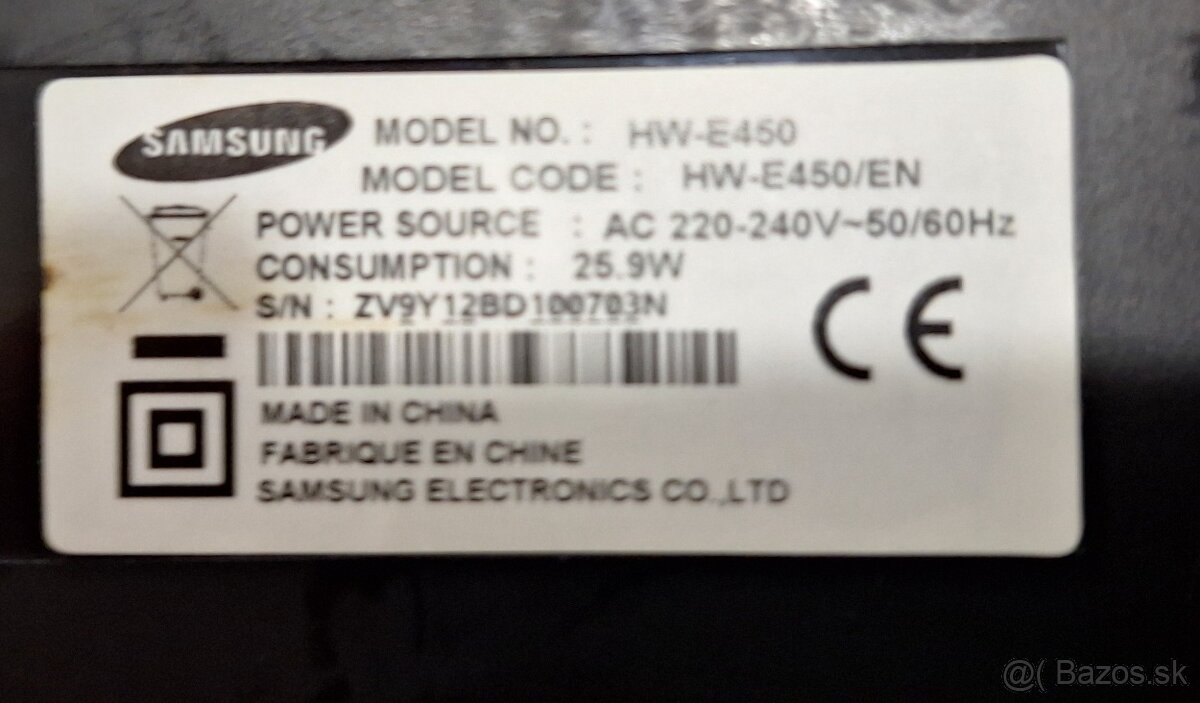 SAMSUNG MODEL NO. : HW-E450
MODEL CODE : HW-E450/EN
POWER SOURCE : AC 220-240V~50/60Hz
CONSUMPTION : 25.9W
S/N : ZV9Y12BD100703N
CE
MADE IN CHINA
FABRIQUE EN CHINE
SAMSUNG ELECTRONICS CO.,LTD
@( Bazos.sk